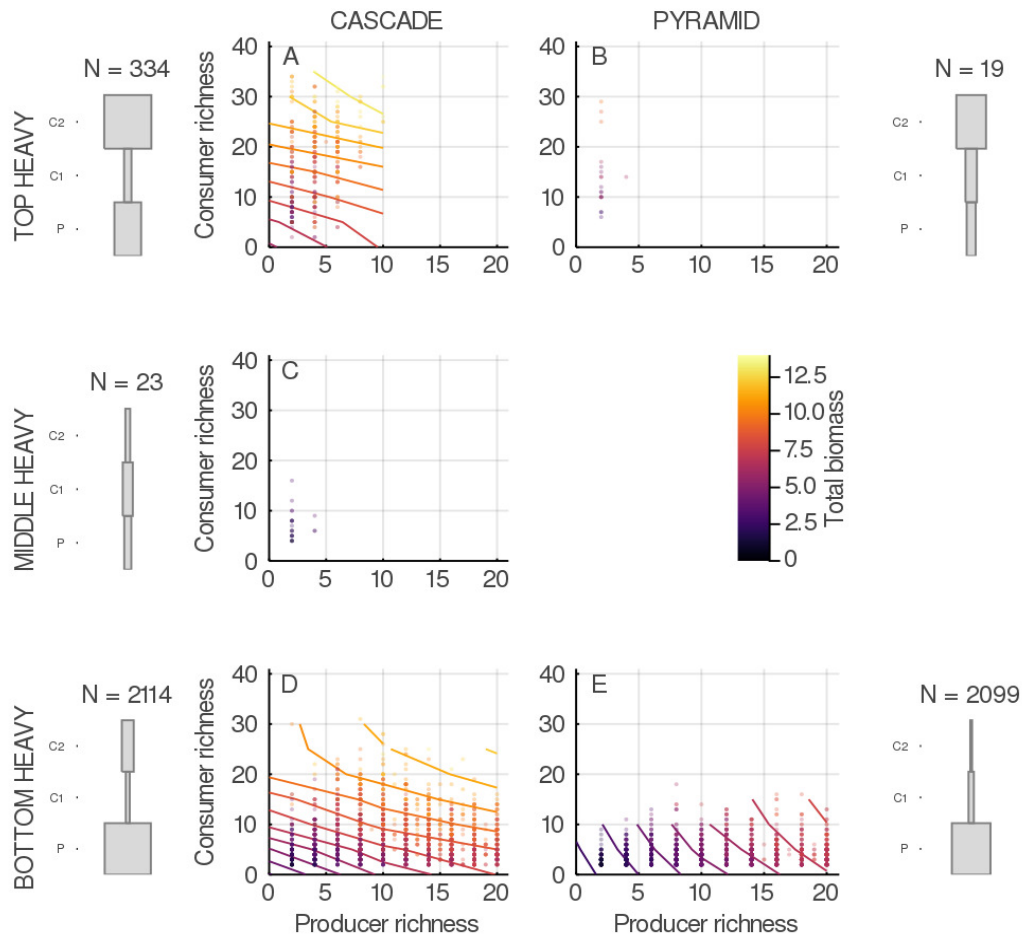 CASCADE PYRAMID
TOP HEAVY
N = 334
C2
C1
P
Consumer richness
40
30
20
10
0
A
0 5 10 15 20
40
30
20
10
0
B
0 5 10 15 20
N = 19
C2
C1
P
MIDDLE HEAVY
N = 23
C2
C1
P
Consumer richness
40
30
20
10
0
C
0 5 10 15 20
12.5
10.0
7.5
5.0
2.5
0
Total biomass
BOTTOM HEAVY
N = 2114
C2
C1
P
Consumer richness
40
30
20
10
0
D
0 5 10 15 20
Producer richness
40
30
20
10
0
E
0 5 10 15 20
Producer richness
N = 2099
C2
C1
P